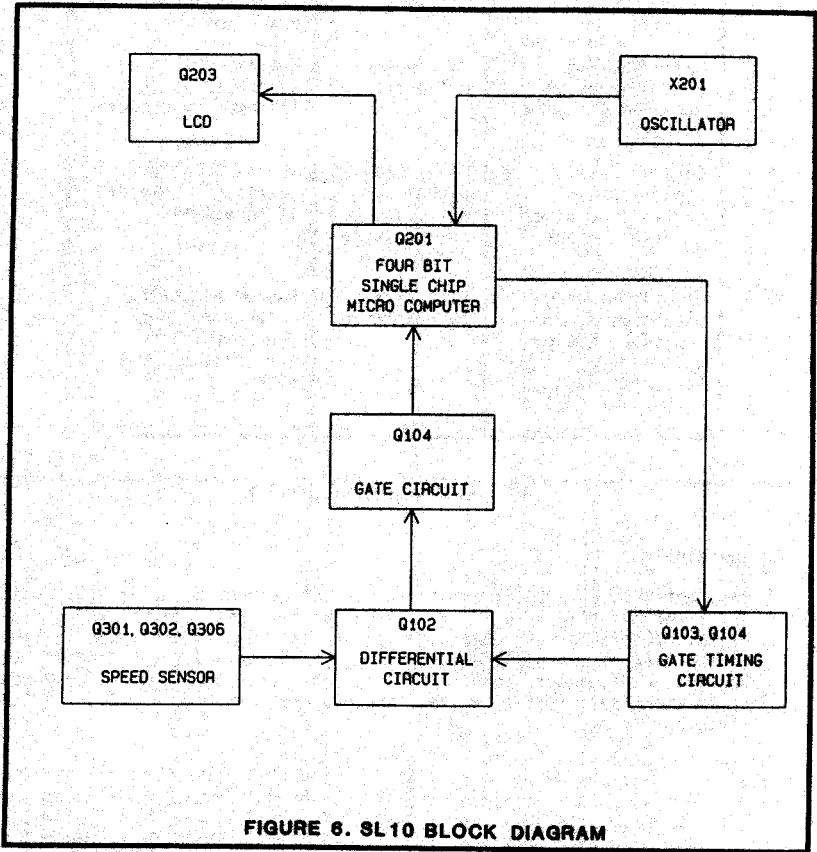 Q203
LCD
X201
OSCILLATOR
Q201
FOUR BIT
SINGLE CHIP
MICRO COMPUTER
Q104
GATE CIRCUIT
Q301, Q302, Q306
SPEED SENSOR
Q102
DIFFERENTIAL
CIRCUIT
Q103, Q104
GATE TIMING
CIRCUIT
FIGURE 6. SL10 BLOCK DIAGRAM